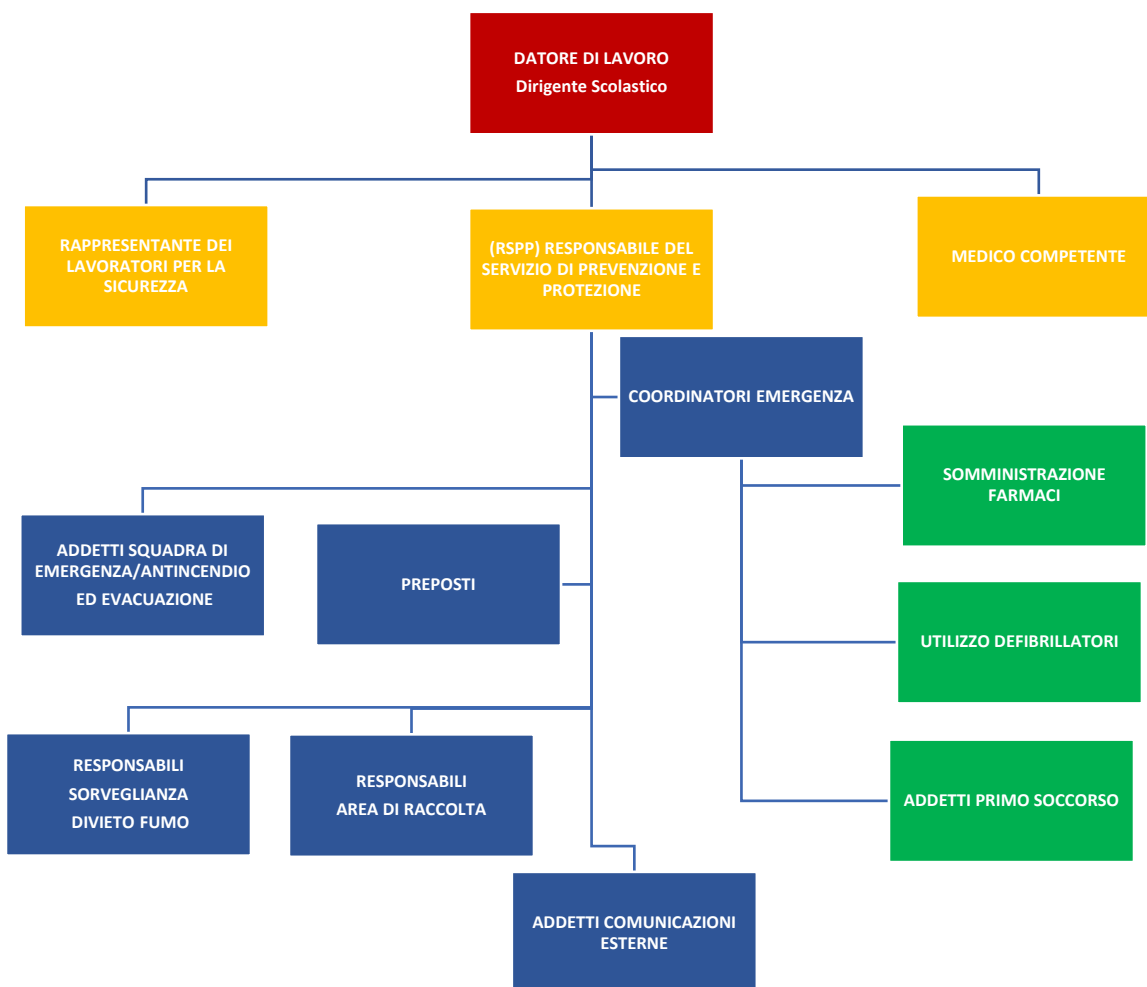 DATORE DI LAVORO
Dirigente Scolastico
RAPPRESENTANTE DEI
LAVORATORI PER LA
SICUREZZA
(RSPP) RESPONSABILE DEL
SERVIZIO DI PREVENZIONE E
PROTEZIONE
MEDICO COMPETENTE
COORDINATORI EMERGENZA
SOMMINISTRAZIONE
FARMACI
ADDETTI SQUADRA DI
EMERGENZA/ANTINCENDIO
ED EVACUAZIONE
PREPOSTI
UTILIZZO DEFIBRILLATORI
RESPONSABILI
SORVEGLIANZA
DIVIETO FUMO
RESPONSABILI
AREA DI RACCOLTA
ADDETTI PRIMO SOCCORSO
ADDETTI COMUNICAZIONI
ESTERNE